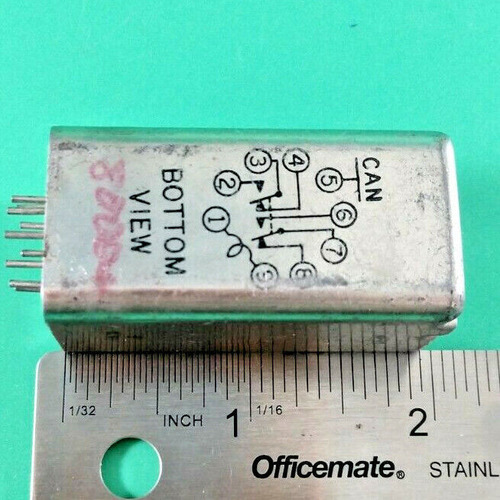 CAN
3
4
5
2
1
6
7
9
8
BOTTOM
VIEW
1/32
INCH
1
1/16
2
Officemate®
STAINL